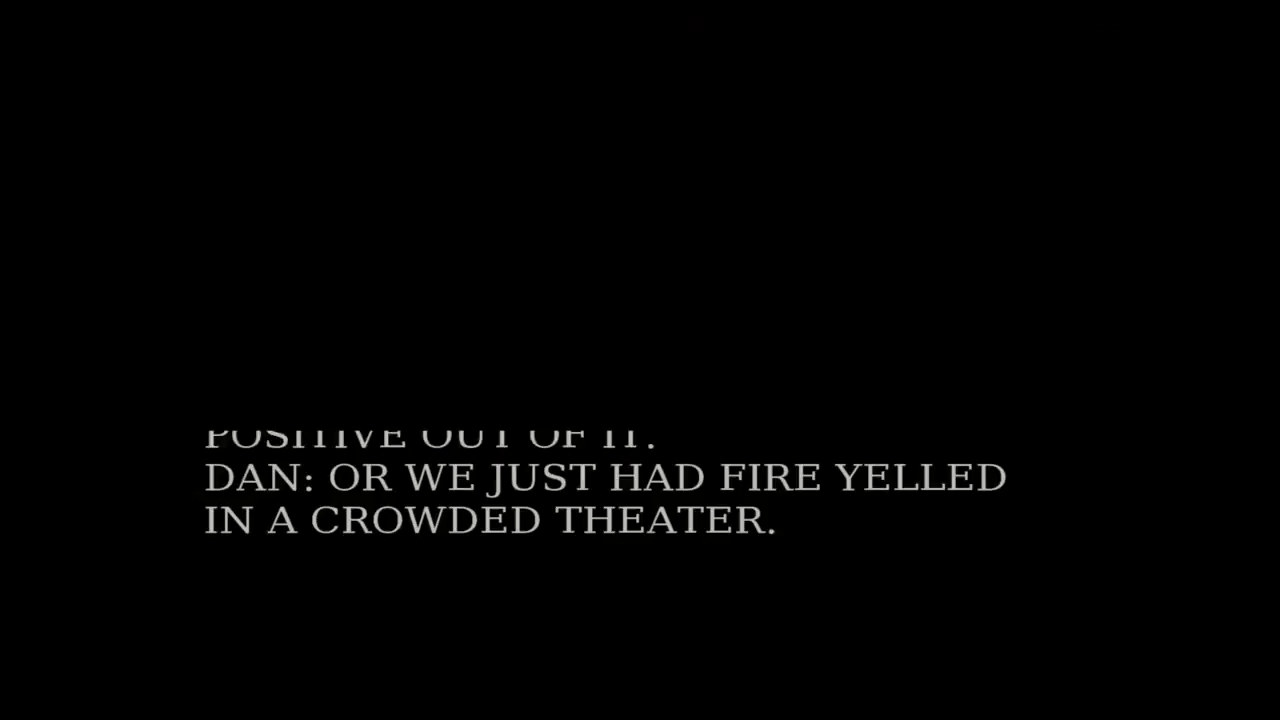 POSITIVE OUT OF IT.
DAN: OR WE JUST HAD FIRE YELLED
IN A CROWDED THEATER.